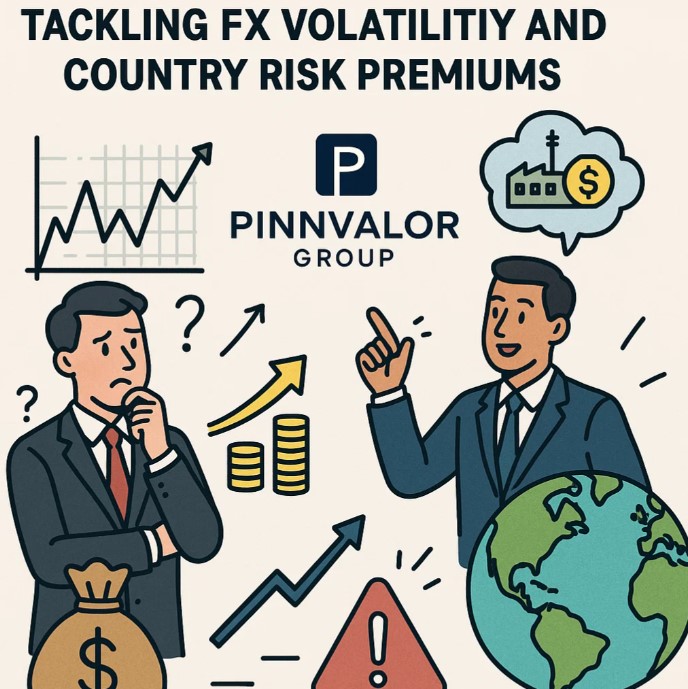 TACKLING FX VOLATILITIY AND
COUNTRY RISK PREMIUMS
P
PINNVALOR
GROUP
$
?
?
$
!